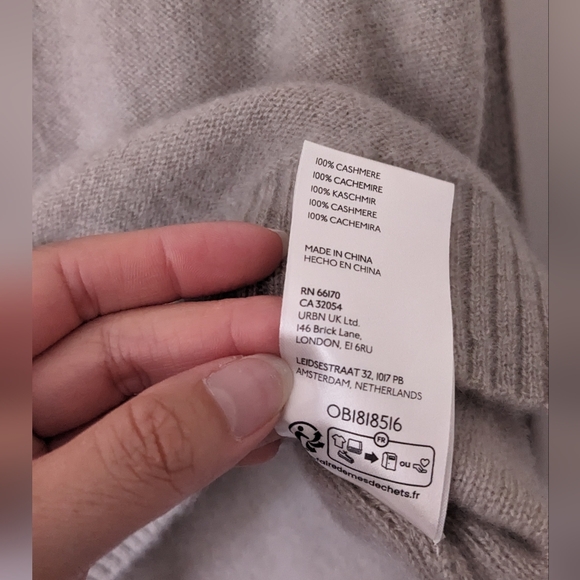 100% CASHMERE
100% CACHEMIRE
100% KASCHMIR
100% CASHMERE
100% CACHEMIRA
MADE IN CHINA
HECHO EN CHINA
RN 66170
CA 32054
URBN UK Ltd.
146 Brick Lane,
LONDON, E1 6RU
LEIDSESTRAAT 32, 1017 PB
AMSTERDAM, NETHERLANDS
OB1818516
FR
OU
airedemesdechets.fr